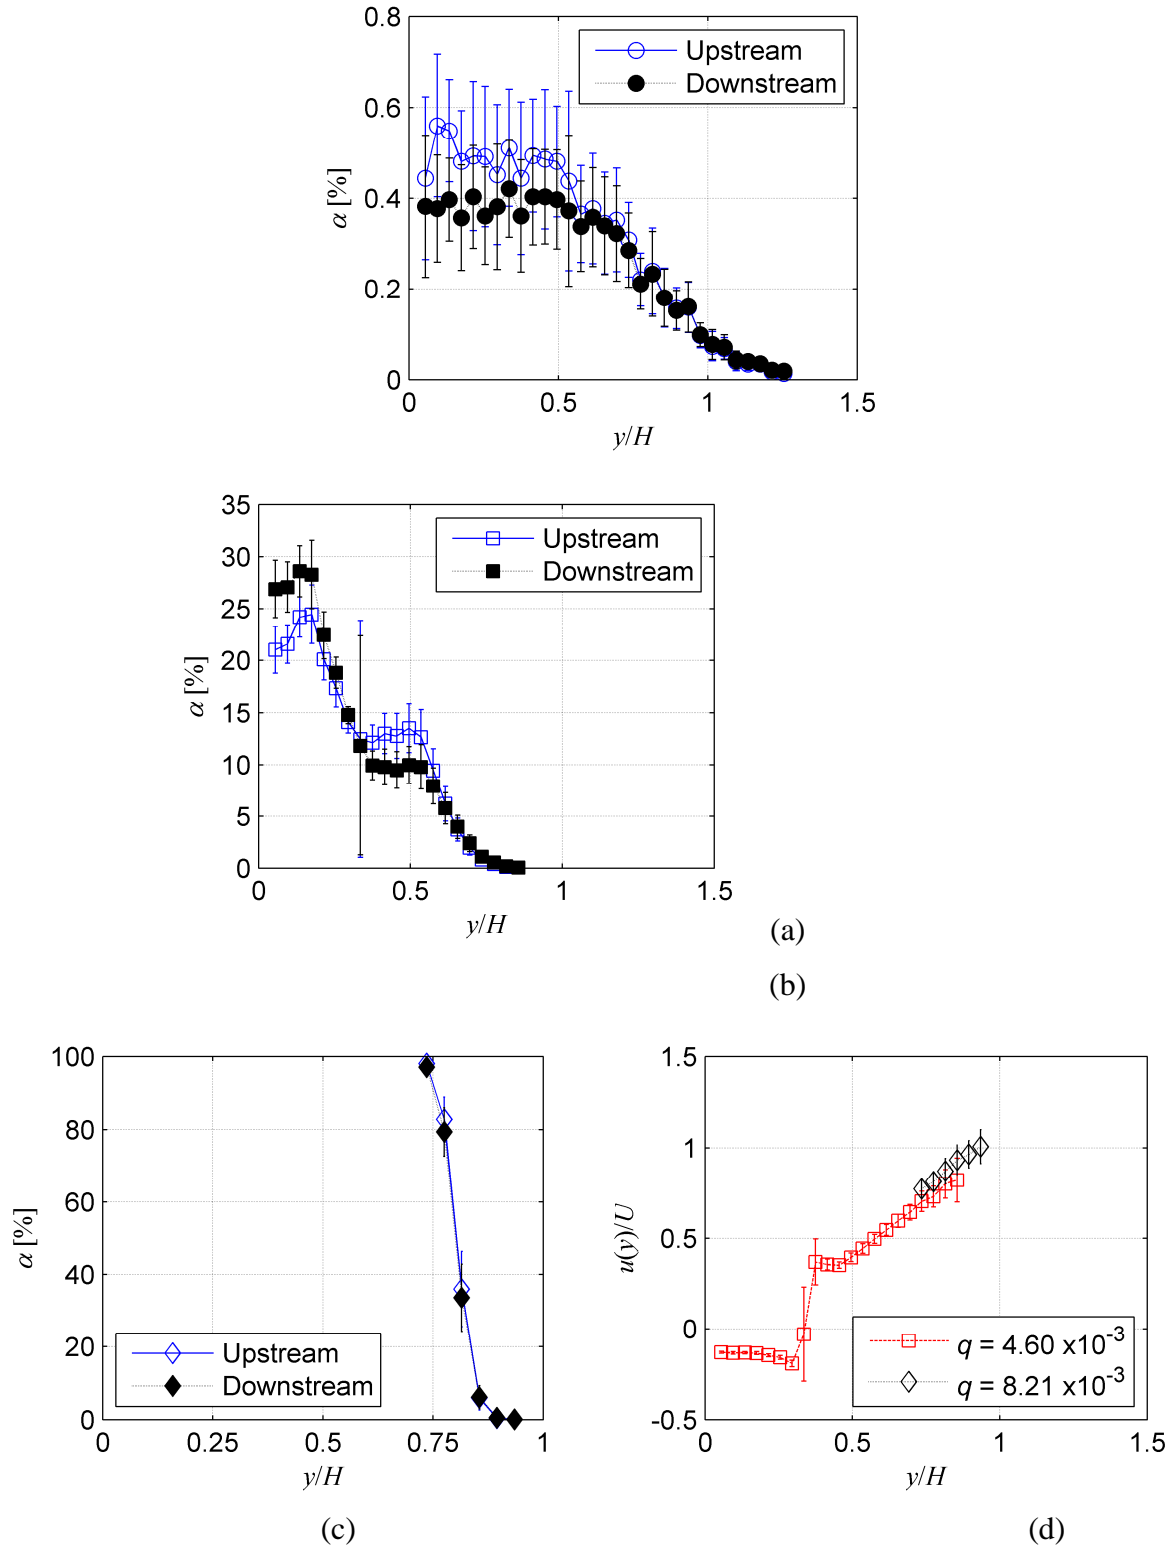 0.8
0.6
0.4
0.2
0
α [%]
Upstream
Downstream
0 0.5 1 1.5
y/H
35
30
25
20
15
10
5
0
α [%]
Upstream
Downstream
0 0.5 1 1.5
y/H
(a)
(b)
100
80
60
40
20
0
α [%]
Upstream
Downstream
0 0.25 0.5 0.75 1
y/H
(c)
1.5
1
0.5
0
-0.5
u(y)/U
q = 4.60 x10⁻³
q = 8.21 x10⁻³
0 0.5 1 1.5
y/H
(d)